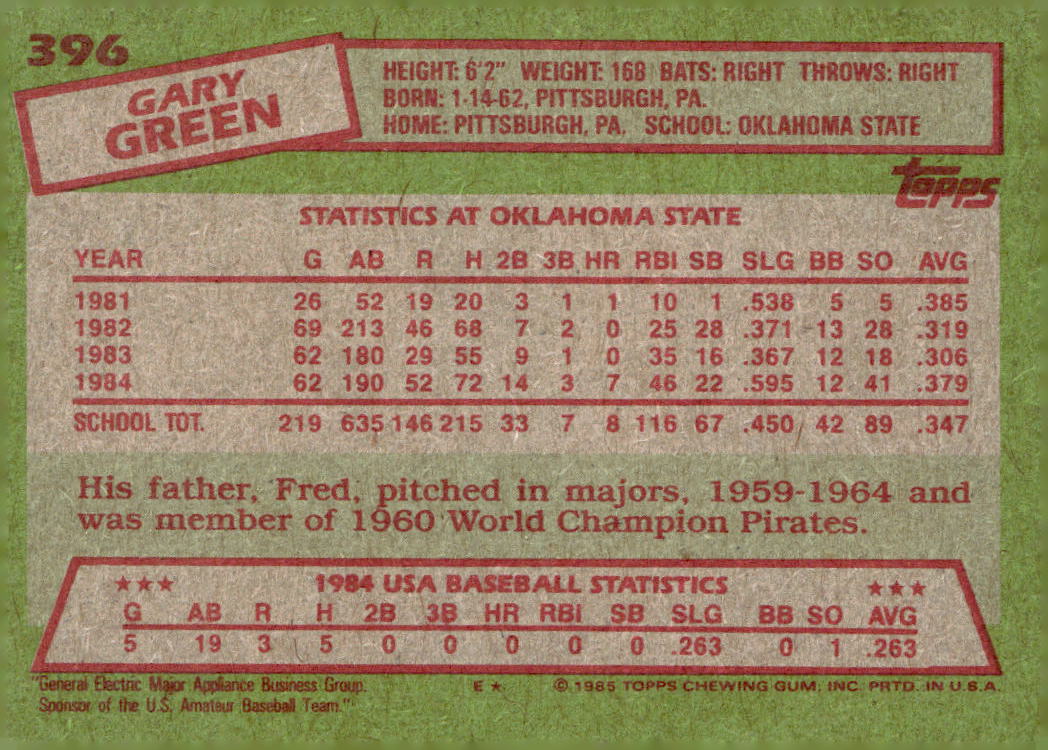 396
GARY
GREEN
HEIGHT: 6'2" WEIGHT: 168 BATS: RIGHT THROWS: RIGHT
BORN: 1-14-62, PITTSBURGH, PA.
HOME: PITTSBURGH, PA. SCHOOL: OKLAHOMA STATE
topps
STATISTICS AT OKLAHOMA STATE
YEAR G AB R H 2B 3B HR RBI SB SLG BB SO AVG
1981 26 52 19 20 3 1 1 10 1 .538 5 5 .385
1982 69 213 46 68 7 2 0 25 28 .371 13 28 .319
1983 62 180 29 55 9 1 0 35 16 .367 12 18 .306
1984 62 190 52 72 14 3 7 46 22 .595 12 41 .379
SCHOOL TOT. 219 635 146 215 33 7 8 116 67 .450 42 89 .347
His father, Fred, pitched in majors, 1959-1964 and
was member of 1960 World Champion Pirates.
★★★ 1984 USA BASEBALL STATISTICS ★★★
G AB R H 2B 3B HR RBI SB SLG BB SO AVG
5 19 3 5 0 0 0 0 0 .263 0 1 .263
"General Electric Major Appliance Business Group.
Sponsor of the U.S. Amateur Baseball Team."
E ★ © 1985 TOPPS CHEWING GUM, INC. PRTD. IN U.S.A.